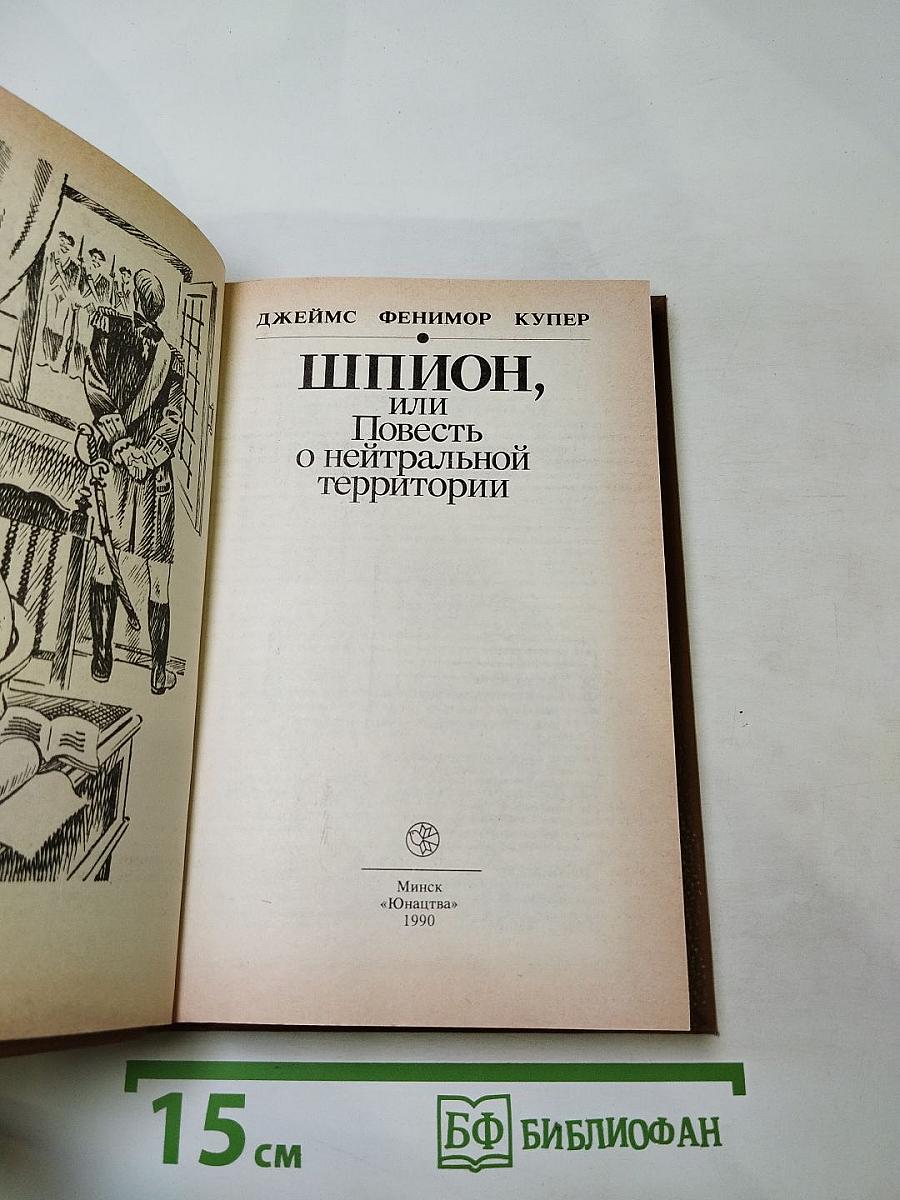 ДЖЕЙМС ФЕНИМОР КУПЕР
ШПИОН,
или
Повесть
о нейтральной
территории
Минск
«Юнацтва»
1990
15 см
БФ БИБЛИОФАН